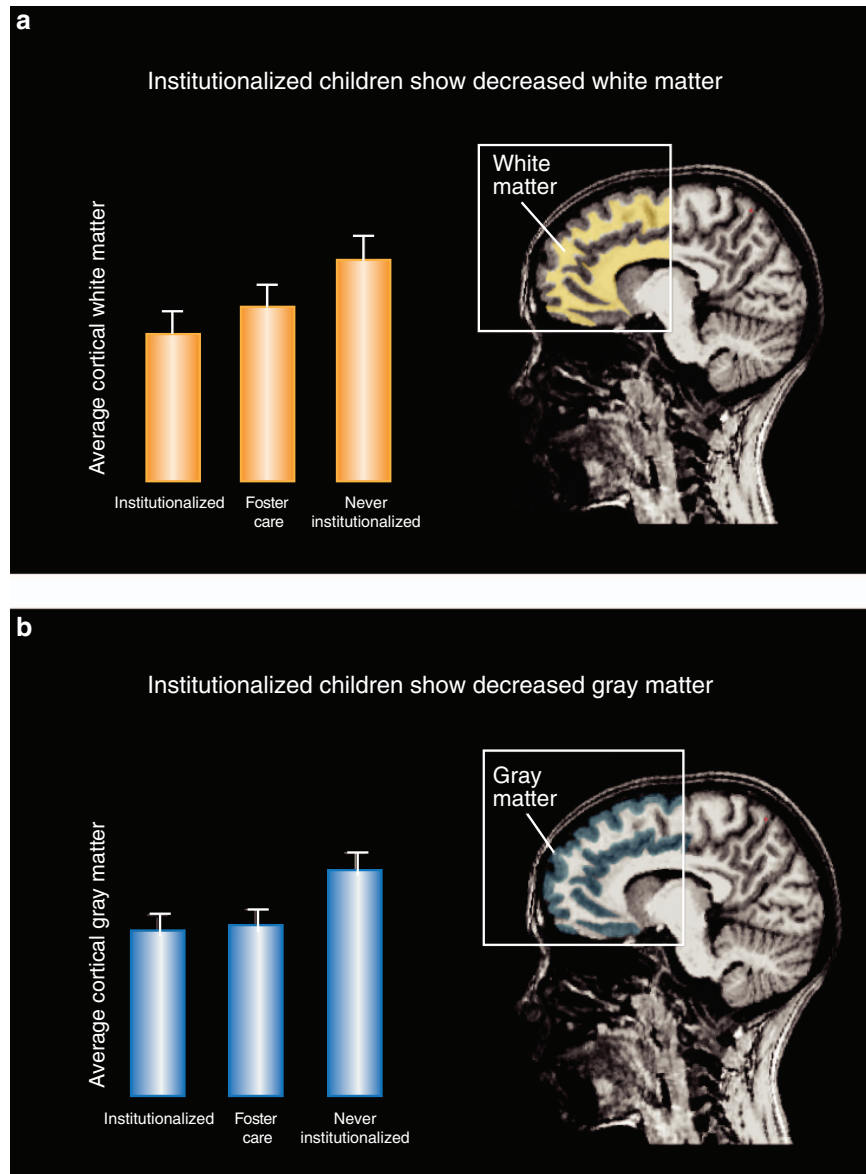 a
Institutionalized children show decreased white matter
White
matter
Average cortical white matter
Institutionalized
Foster
care
Never
institutionalized
b
Institutionalized children show decreased gray matter
Gray
matter
Average cortical gray matter
Institutionalized
Foster
care
Never
institutionalized